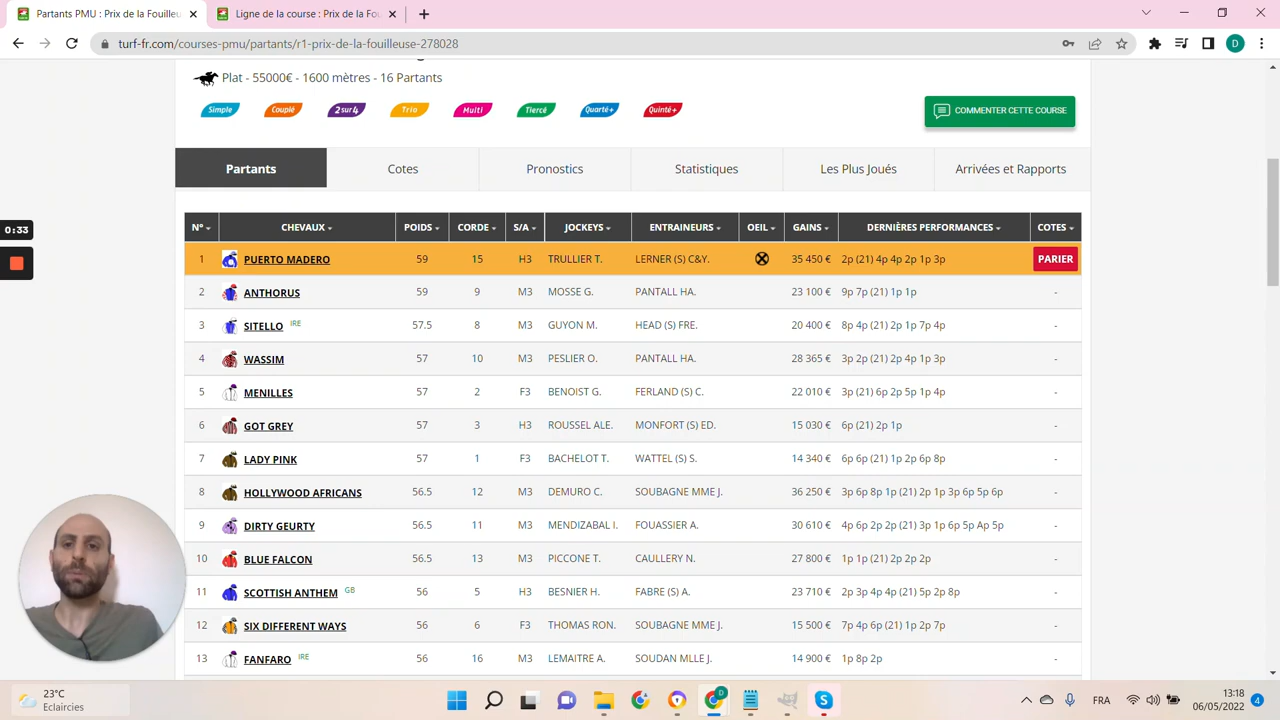 Partants PMU : Prix de la Fouilleu
Ligne de la course : Prix de la Fou
turf-fr.com/courses-pmu/partants/r1-prix-de-la-fouilleuse-278028
D
Plat - 55000€ - 1600 mètres - 16 Partants
Simple Couplé 2sur4 Trio Multi Tiercé Quarté+ Quinté+
COMMENTER CETTE COURSE
Partants Cotes Pronostics Statistiques Les Plus Joués Arrivées et Rapports
0:33
N° CHEVAUX POIDS CORDE S/A JOCKEYS ENTRAINEURS OEIL GAINS DERNIÈRES PERFORMANCES COTES
1 PUERTO MADERO 59 15 H3 TRULLIER T. LERNER (S) C&Y. 35 450 € 2p (21) 4p 4p 2p 1p 3p PARIER
2 ANTHORUS 59 9 M3 MOSSE G. PANTALL HA. 23 100 € 9p 7p (21) 1p 1p -
3 SITELLO IRE 57.5 8 M3 GUYON M. HEAD (S) FRE. 20 400 € 8p 4p (21) 2p 1p 7p 4p -
4 WASSIM 57 10 M3 PESLIER O. PANTALL HA. 28 365 € 3p 2p (21) 2p 4p 1p 3p -
5 MENILLES 57 2 F3 BENOIST G. FERLAND (S) C. 22 010 € 3p (21) 6p 2p 5p 1p 4p -
6 GOT GREY 57 3 H3 ROUSSEL ALE. MONFORT (S) ED. 15 030 € 6p (21) 2p 1p -
7 LADY PINK 57 1 F3 BACHELOT T. WATTEL (S) S. 14 340 € 6p 6p (21) 1p 2p 6p 8p -
8 HOLLYWOOD AFRICANS 56.5 12 M3 DEMURO C. SOUBAGNE MME J. 36 250 € 3p 6p 8p 1p (21) 2p 1p 3p 6p 5p 6p -
9 DIRTY GEURTY 56.5 11 M3 MENDIZABAL I. FOUASSIER A. 30 610 € 4p 6p 2p 2p (21) 3p 1p 6p 5p Ap 5p -
10 BLUE FALCON 56.5 13 M3 PICCONE T. CAULLERY N. 27 800 € 1p 1p (21) 2p 2p 2p -
11 SCOTTISH ANTHEM GB 56 5 H3 BESNIER H. FABRE (S) A. 23 710 € 2p 3p 4p 4p (21) 5p 2p 8p -
12 SIX DIFFERENT WAYS 56 6 F3 THOMAS RON. SOUBAGNE MME J. 15 500 € 7p 4p 6p (21) 1p 2p 7p -
13 FANFARO IRE 56 16 M3 LEMAITRE A. SOUDAN MLLE J. 14 900 € 1p 8p 2p -
23°C
Eclaircies
D
FRA
13:18
06/05/2022
4